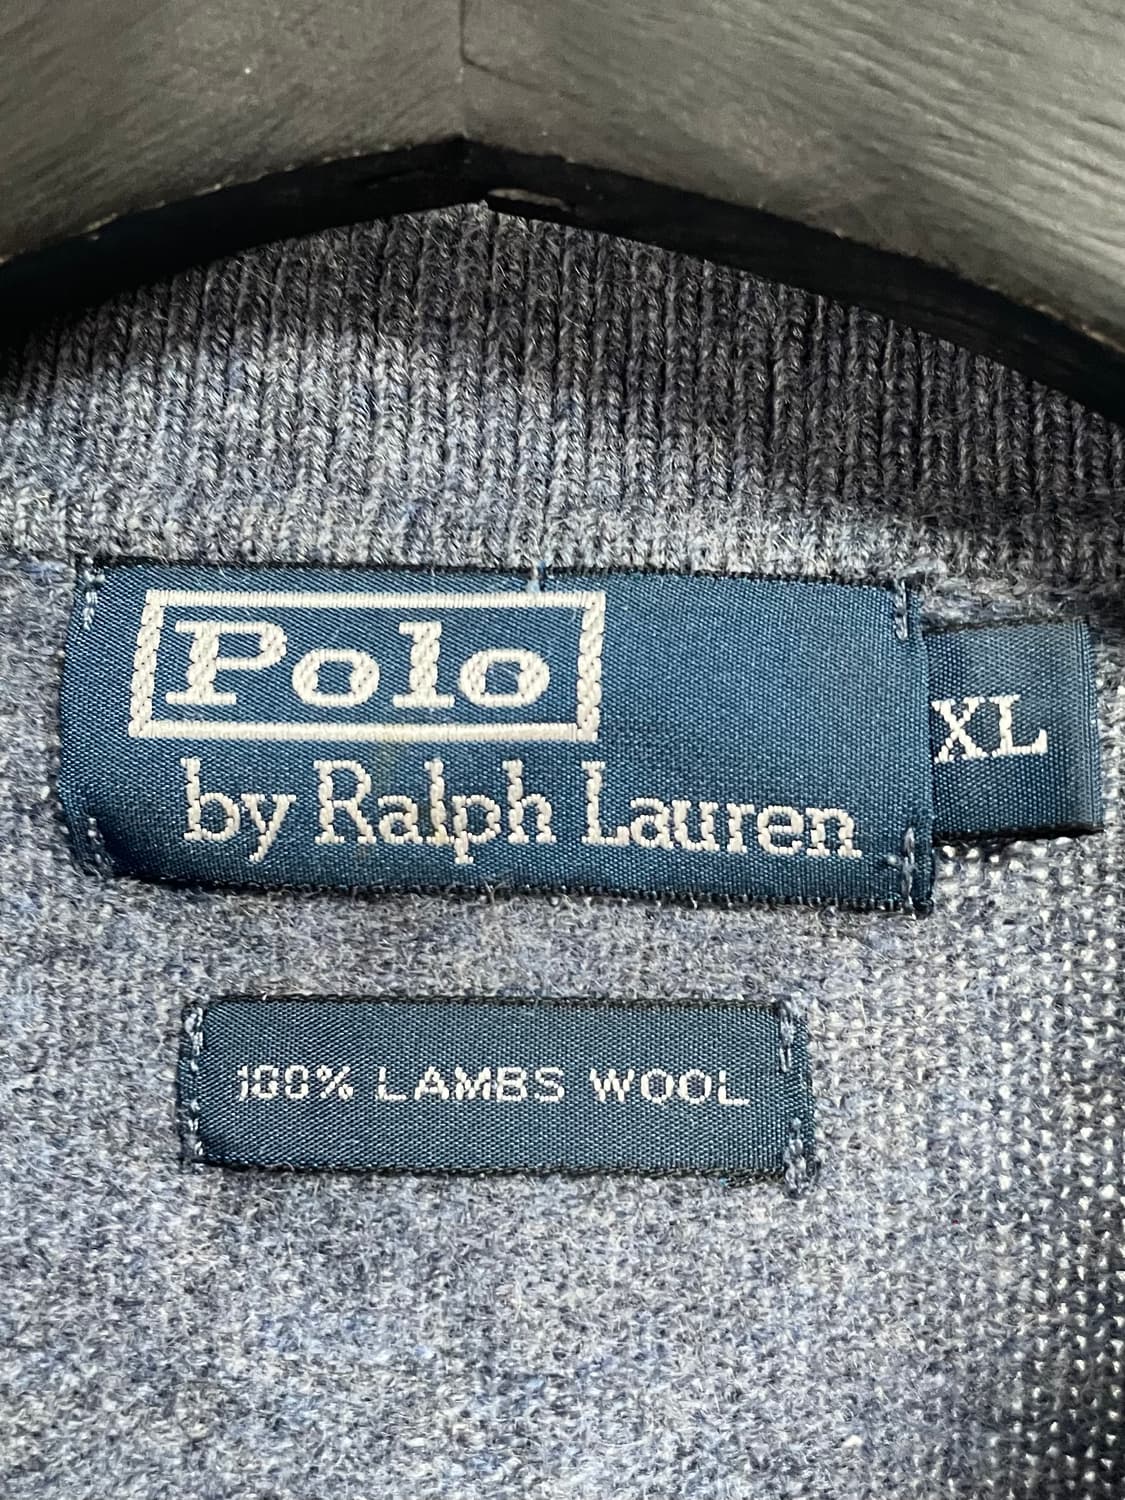 Polo
by Ralph Lauren
XL
100% LAMBS WOOL